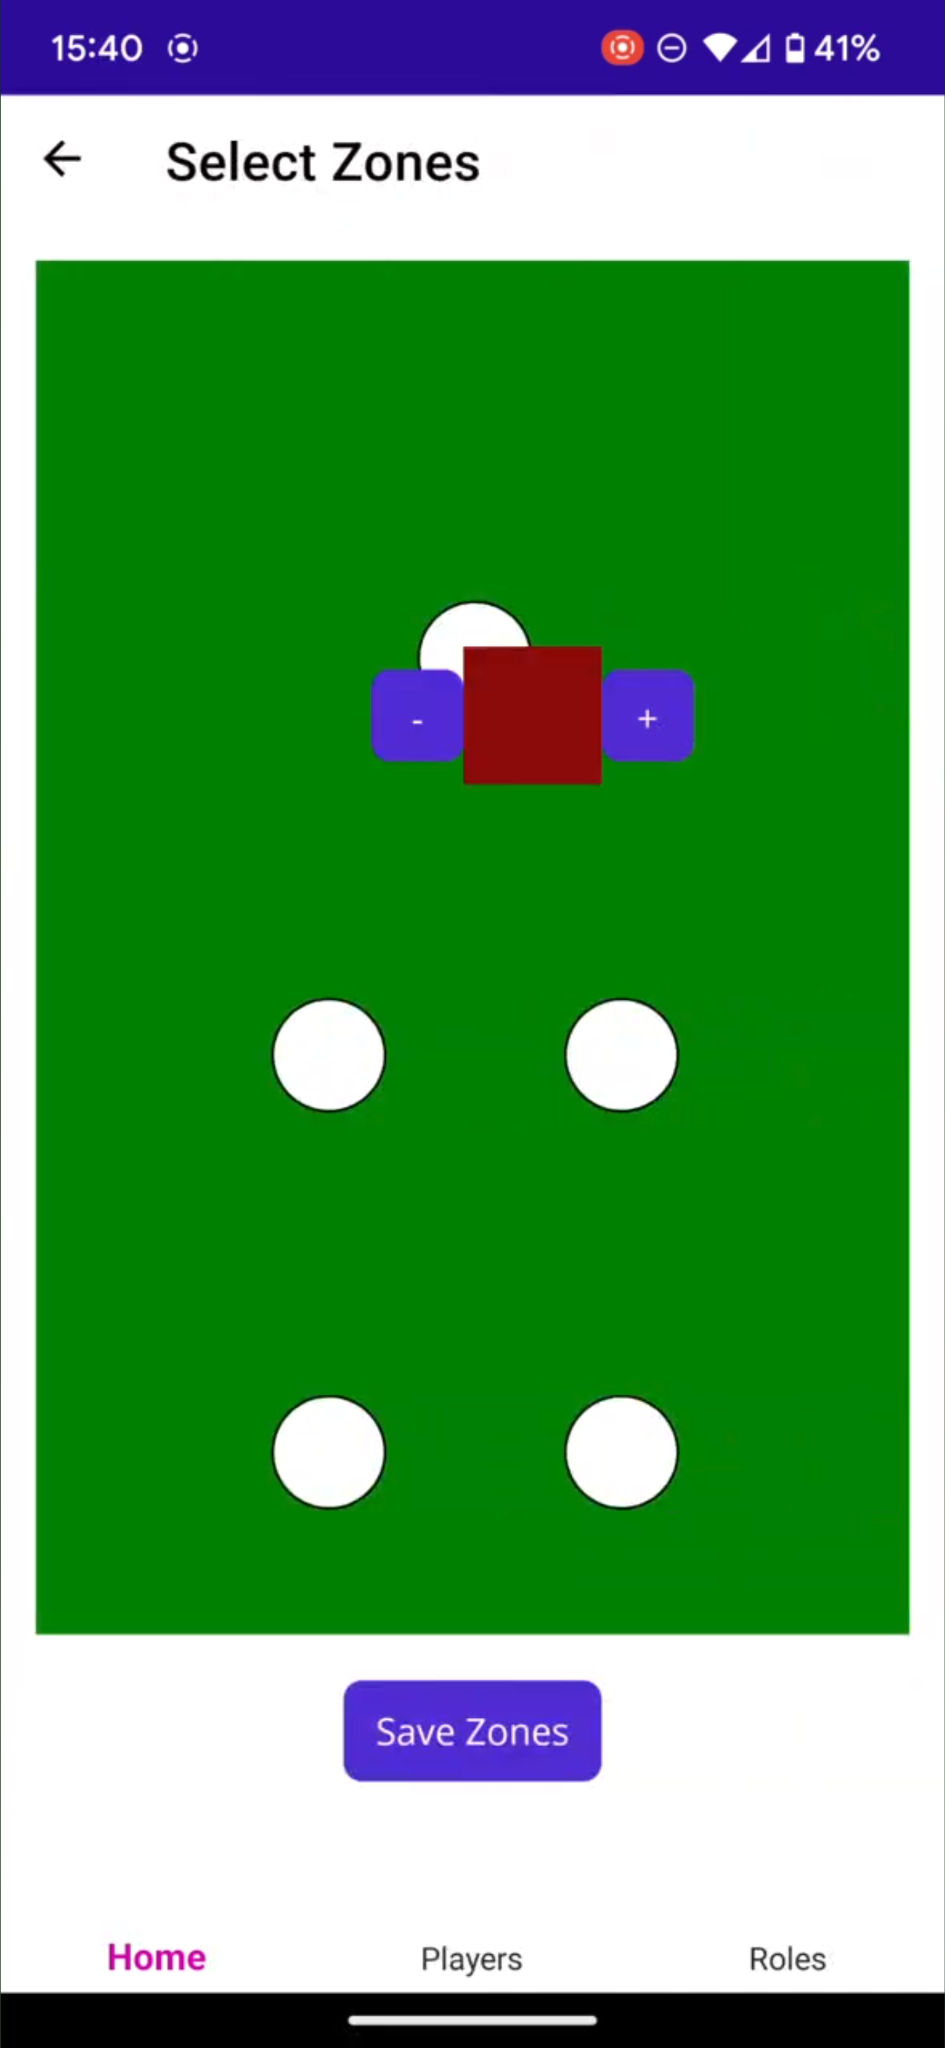 15:40 41%
Select Zones
- +
Save Zones
Home Players Roles